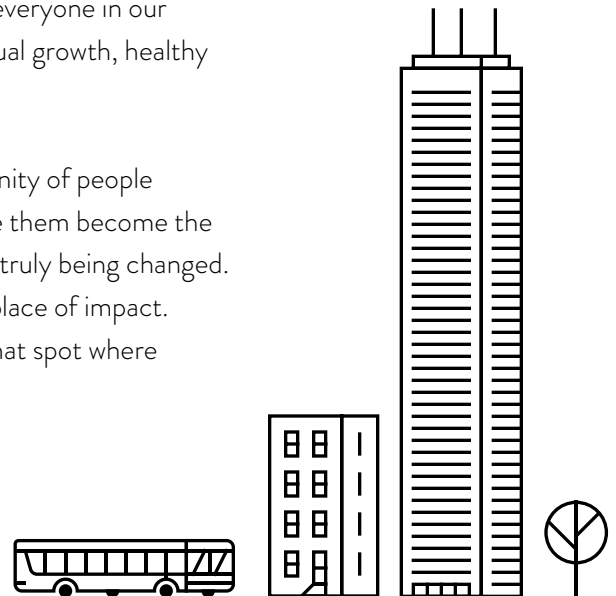 everyone in our
ual growth, healthy
nity of people
e them become the
truly being changed.
place of impact.
hat spot where